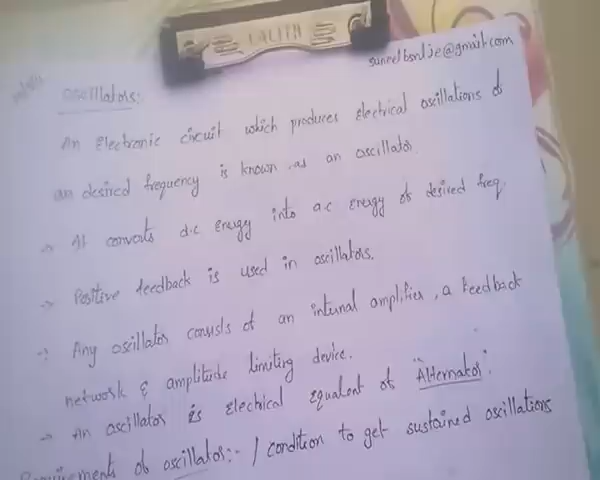 LALITH
suneelbonlje@gmail.com
Oscillators:
An Electronic circuit which produces Electrical oscillations of
an desired frequency is known as an oscillator.
→ It converts d.c Energy into a.c Energy of desired freq.
→ Positive feedback is used in oscillators.
→ Any oscillator consists of an internal amplifier, a feedback
network & amplitude limiting device.
→ An oscillator is Electrical equalent of "Alternator".
Requirements of oscillator:- / condition to get sustained oscillations